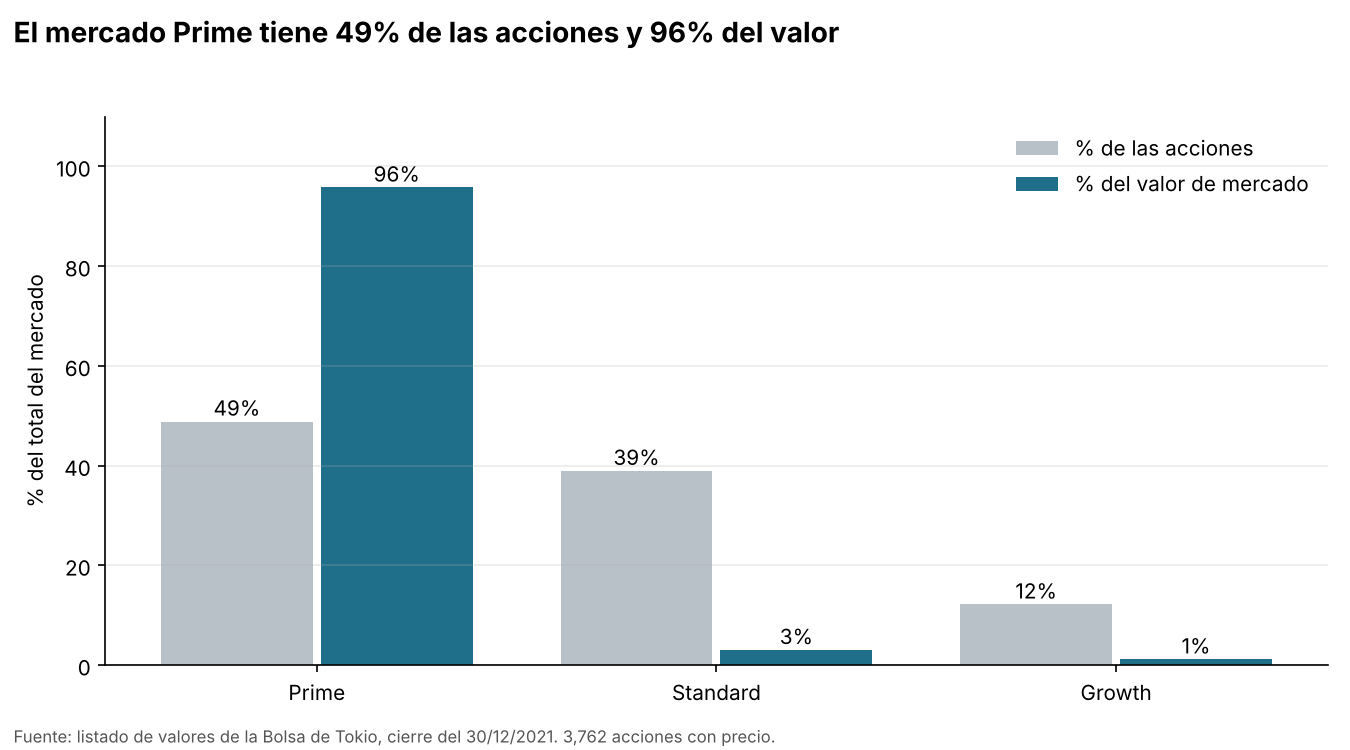 El mercado Prime tiene 49% de las acciones y 96% del valor
% de las acciones
% del valor de mercado
% del total del mercado
100
80
60
40
20
0
49%
96%
39%
3%
12%
1%
Prime
Standard
Growth
Fuente: listado de valores de la Bolsa de Tokio, cierre del 30/12/2021. 3,762 acciones con precio.